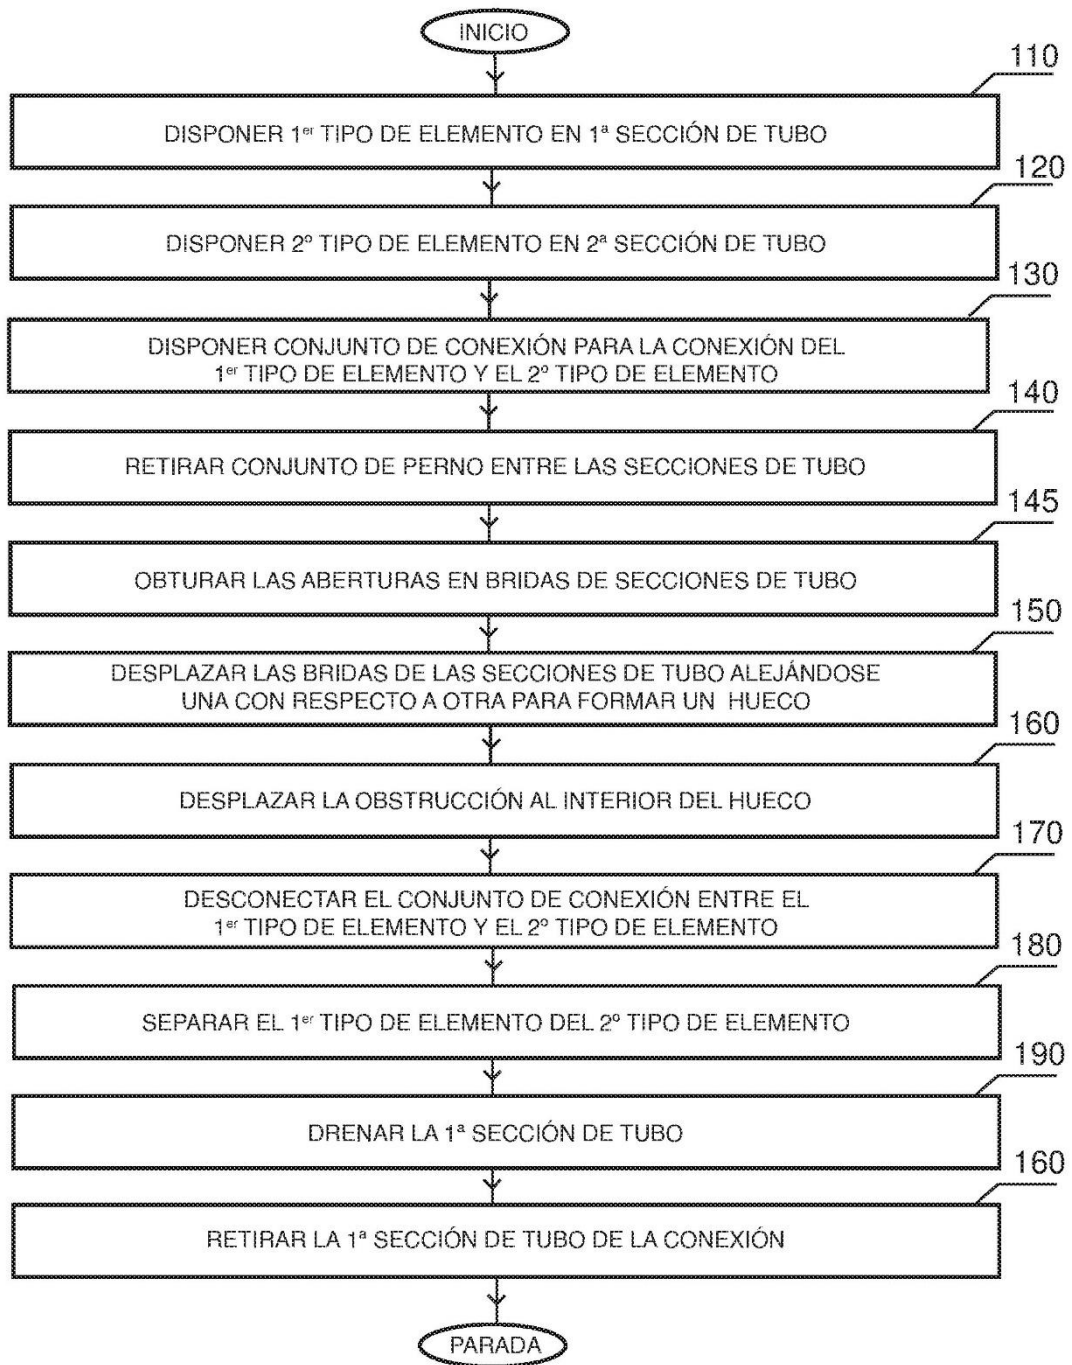 INICIO
110
DISPONER 1er TIPO DE ELEMENTO EN 1ª SECCIÓN DE TUBO
120
DISPONER 2º TIPO DE ELEMENTO EN 2ª SECCIÓN DE TUBO
130
DISPONER CONJUNTO DE CONEXIÓN PARA LA CONEXIÓN DEL
1er TIPO DE ELEMENTO Y EL 2º TIPO DE ELEMENTO
140
RETIRAR CONJUNTO DE PERNO ENTRE LAS SECCIONES DE TUBO
145
OBTURAR LAS ABERTURAS EN BRIDAS DE SECCIONES DE TUBO
150
DESPLAZAR LAS BRIDAS DE LAS SECCIONES DE TUBO ALEJÁNDOSE
UNA CON RESPECTO A OTRA PARA FORMAR UN HUECO
160
DESPLAZAR LA OBSTRUCCIÓN AL INTERIOR DEL HUECO
170
DESCONECTAR EL CONJUNTO DE CONEXIÓN ENTRE EL
1er TIPO DE ELEMENTO Y EL 2º TIPO DE ELEMENTO
180
SEPARAR EL 1er TIPO DE ELEMENTO DEL 2º TIPO DE ELEMENTO
190
DRENAR LA 1ª SECCIÓN DE TUBO
160
RETIRAR LA 1ª SECCIÓN DE TUBO DE LA CONEXIÓN
PARADA